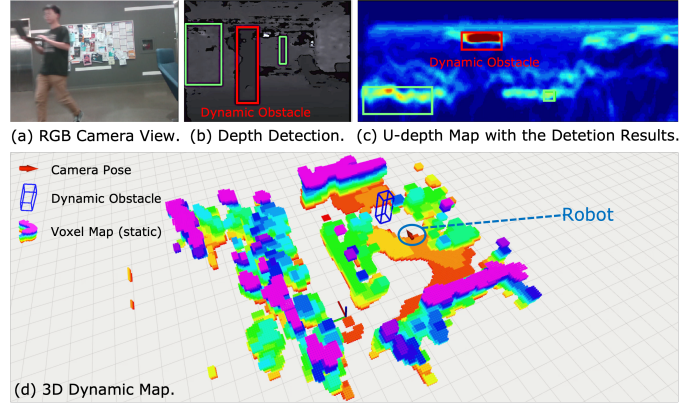 Dynamic Obstacle
Dynamic Obstacle
(a) RGB Camera View.
(b) Depth Detection.
(c) U-depth Map with the Detetion Results.
Camera Pose
Dynamic Obstacle
Voxel Map (static)
Robot
(d) 3D Dynamic Map.